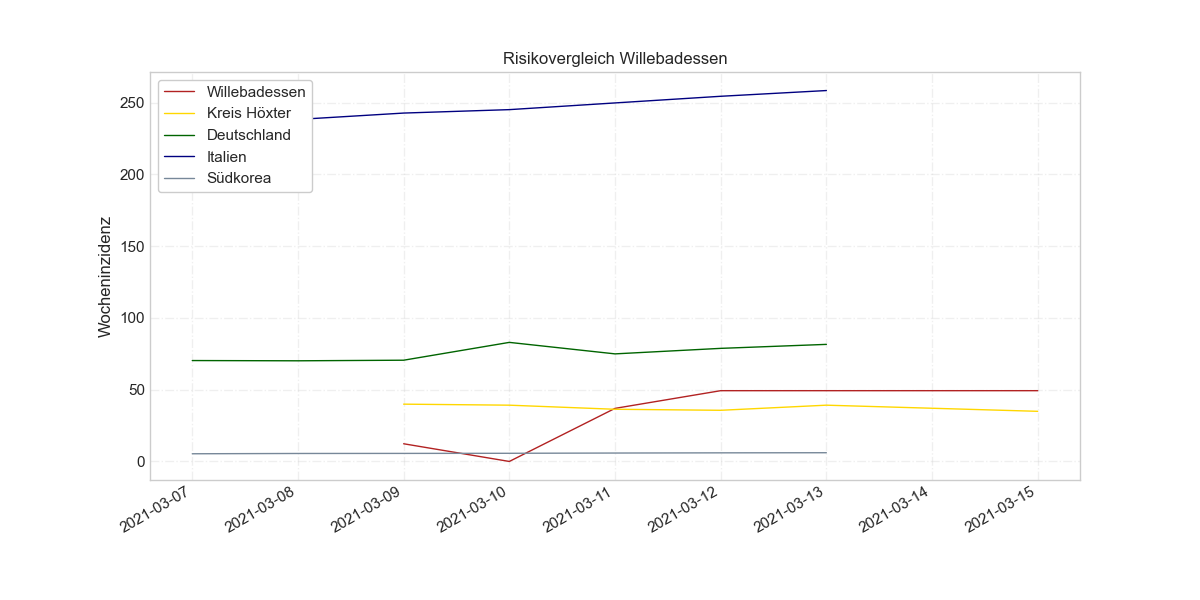 Risikovergleich Willebadessen
Willebadessen
Kreis Höxter
Deutschland
Italien
Südkorea
Wocheninzidenz
250
200
150
100
50
0
2021-03-07
2021-03-08
2021-03-09
2021-03-10
2021-03-11
2021-03-12
2021-03-13
2021-03-14
2021-03-15